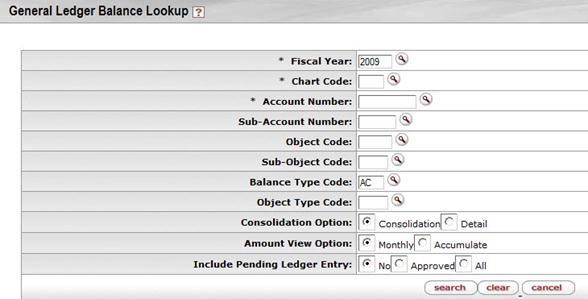 General Ledger Balance Lookup ?
* Fiscal Year: 2009
* Chart Code:
* Account Number:
Sub-Account Number:
Object Code:
Sub-Object Code:
Balance Type Code: AC
Object Type Code:
Consolidation Option: Consolidation Detail
Amount View Option: Monthly Accumulate
Include Pending Ledger Entry: No Approved All
search clear cancel